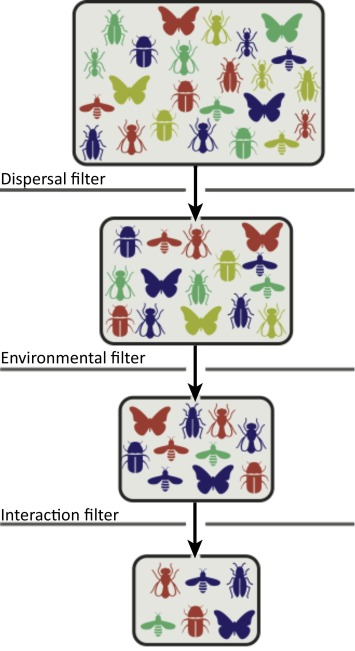 Dispersal filter
Environmental filter
Interaction filter